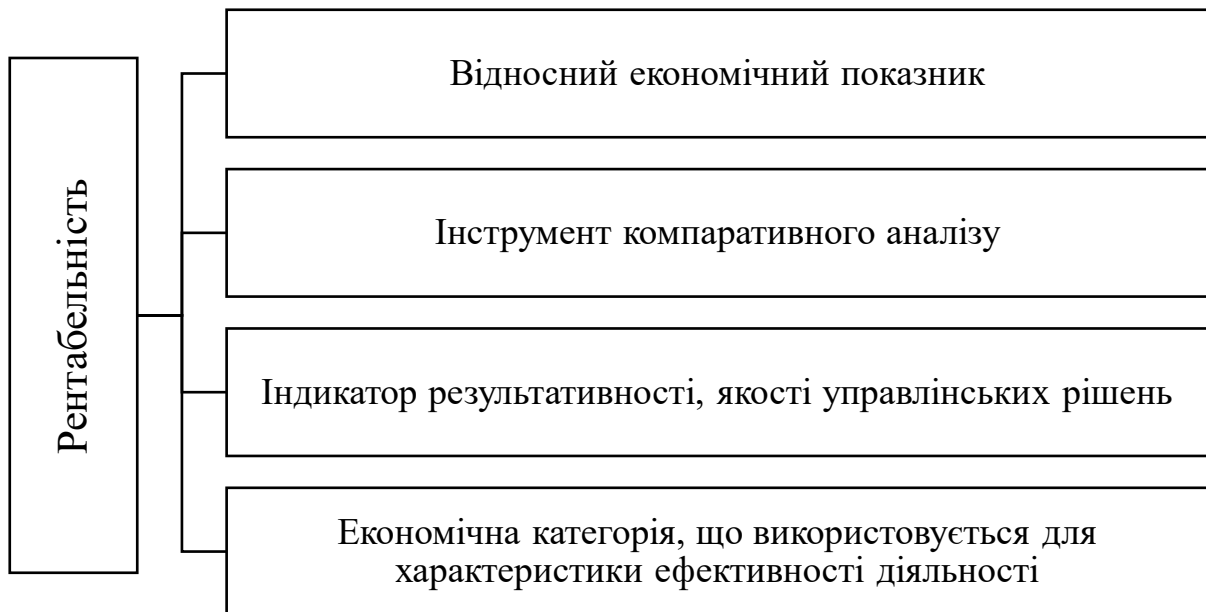 Рентабельність
Відносний економічний показник
Інструмент компаративного аналізу
Індикатор результативності, якості управлінських рішень
Економічна категорія, що використовується для
характеристики ефективності діяльності